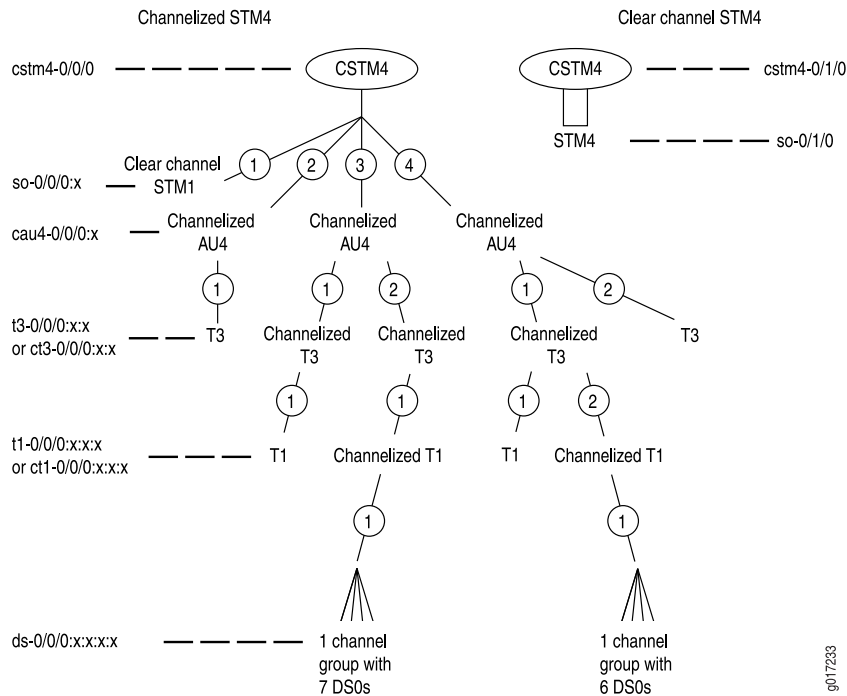 Channelized STM4
Clear channel STM4
cstm4-0/0/0
CSTM4
CSTM4
cstm4-0/1/0
STM4
so-0/1/0
so-0/0/0:x
Clear channel
STM1
1
2
3
4
cau4-0/0/0:x
Channelized
AU4
Channelized
AU4
Channelized
AU4
1
1
2
1
2
t3-0/0/0:x:x
or ct3-0/0/0:x:x
T3
Channelized
T3
Channelized
T3
Channelized
T3
T3
1
1
1
2
t1-0/0/0:x:x:x
or ct1-0/0/0:x:x:x
T1
Channelized T1
T1
Channelized T1
1
1
ds-0/0/0:x:x:x:x
1 channel
group with
7 DS0s
1 channel
group with
6 DS0s
g017233